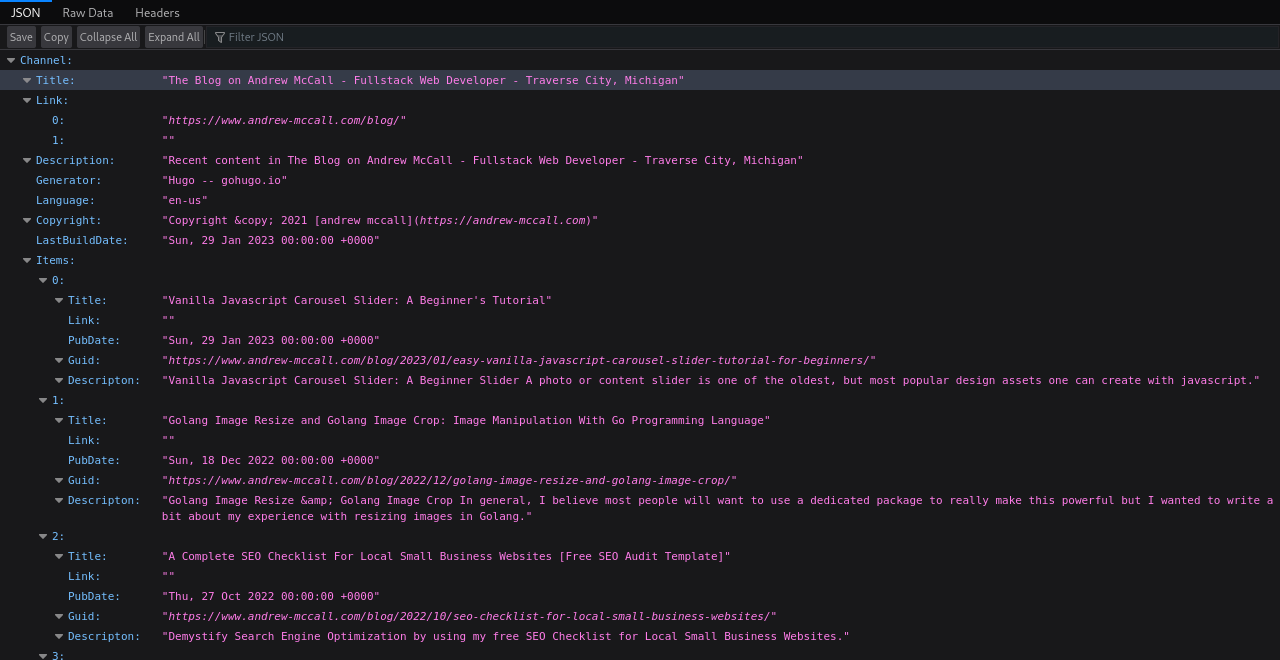 JSON Raw Data Headers
Save Copy Collapse All Expand All Filter JSON
Channel:
Title: "The Blog on Andrew McCall - Fullstack Web Developer - Traverse City, Michigan"
Link:
0: "https://www.andrew-mccall.com/blog/"
1: ""
Description: "Recent content in The Blog on Andrew McCall - Fullstack Web Developer - Traverse City, Michigan"
Generator: "Hugo -- gohugo.io"
Language: "en-us"
Copyright: "Copyright &copy; 2021 [andrew mccall](https://andrew-mccall.com)"
LastBuildDate: "Sun, 29 Jan 2023 00:00:00 +0000"
Items:
0:
Title: "Vanilla Javascript Carousel Slider: A Beginner's Tutorial"
Link: ""
PubDate: "Sun, 29 Jan 2023 00:00:00 +0000"
Guid: "https://www.andrew-mccall.com/blog/2023/01/easy-vanilla-javascript-carousel-slider-tutorial-for-beginners/"
Descripton: "Vanilla Javascript Carousel Slider: A Beginner Slider A photo or content slider is one of the oldest, but most popular design assets one can create with javascript."
1:
Title: "Golang Image Resize and Golang Image Crop: Image Manipulation With Go Programming Language"
Link: ""
PubDate: "Sun, 18 Dec 2022 00:00:00 +0000"
Guid: "https://www.andrew-mccall.com/blog/2022/12/golang-image-resize-and-golang-image-crop/"
Descripton: "Golang Image Resize &amp; Golang Image Crop In general, I believe most people will want to use a dedicated package to really make this powerful but I wanted to write a
bit about my experience with resizing images in Golang."
2:
Title: "A Complete SEO Checklist For Local Small Business Websites [Free SEO Audit Template]"
Link: ""
PubDate: "Thu, 27 Oct 2022 00:00:00 +0000"
Guid: "https://www.andrew-mccall.com/blog/2022/10/seo-checklist-for-local-small-business-websites/"
Descripton: "Demystify Search Engine Optimization by using my free SEO Checklist for Local Small Business Websites."
3: